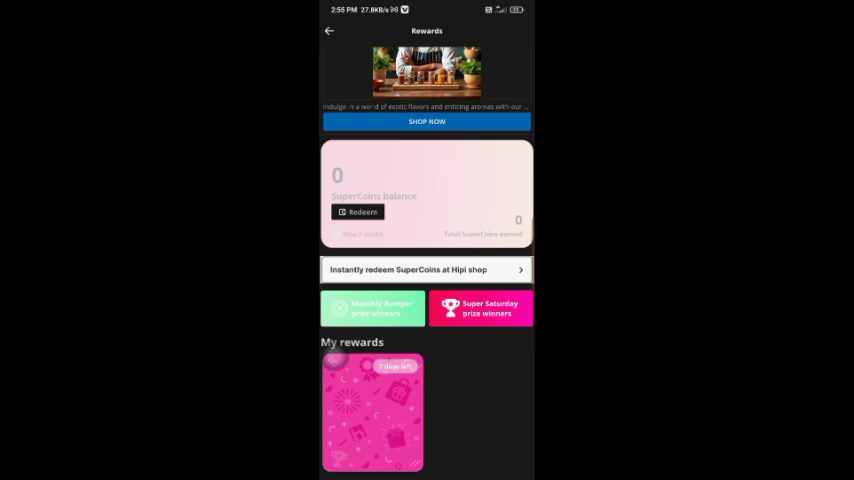 2:55 PM 27.8KB/s
Rewards
Indulge in a world of exotic flavors and enticing aromas with our ...
SHOP NOW
0
SuperCoins balance
Redeem
0
How it works
Total SuperCoins earned
Instantly redeem SuperCoins at Hipi shop
Monthly Bumper
prize winners
Super Saturday
prize winners
My rewards
7 days left